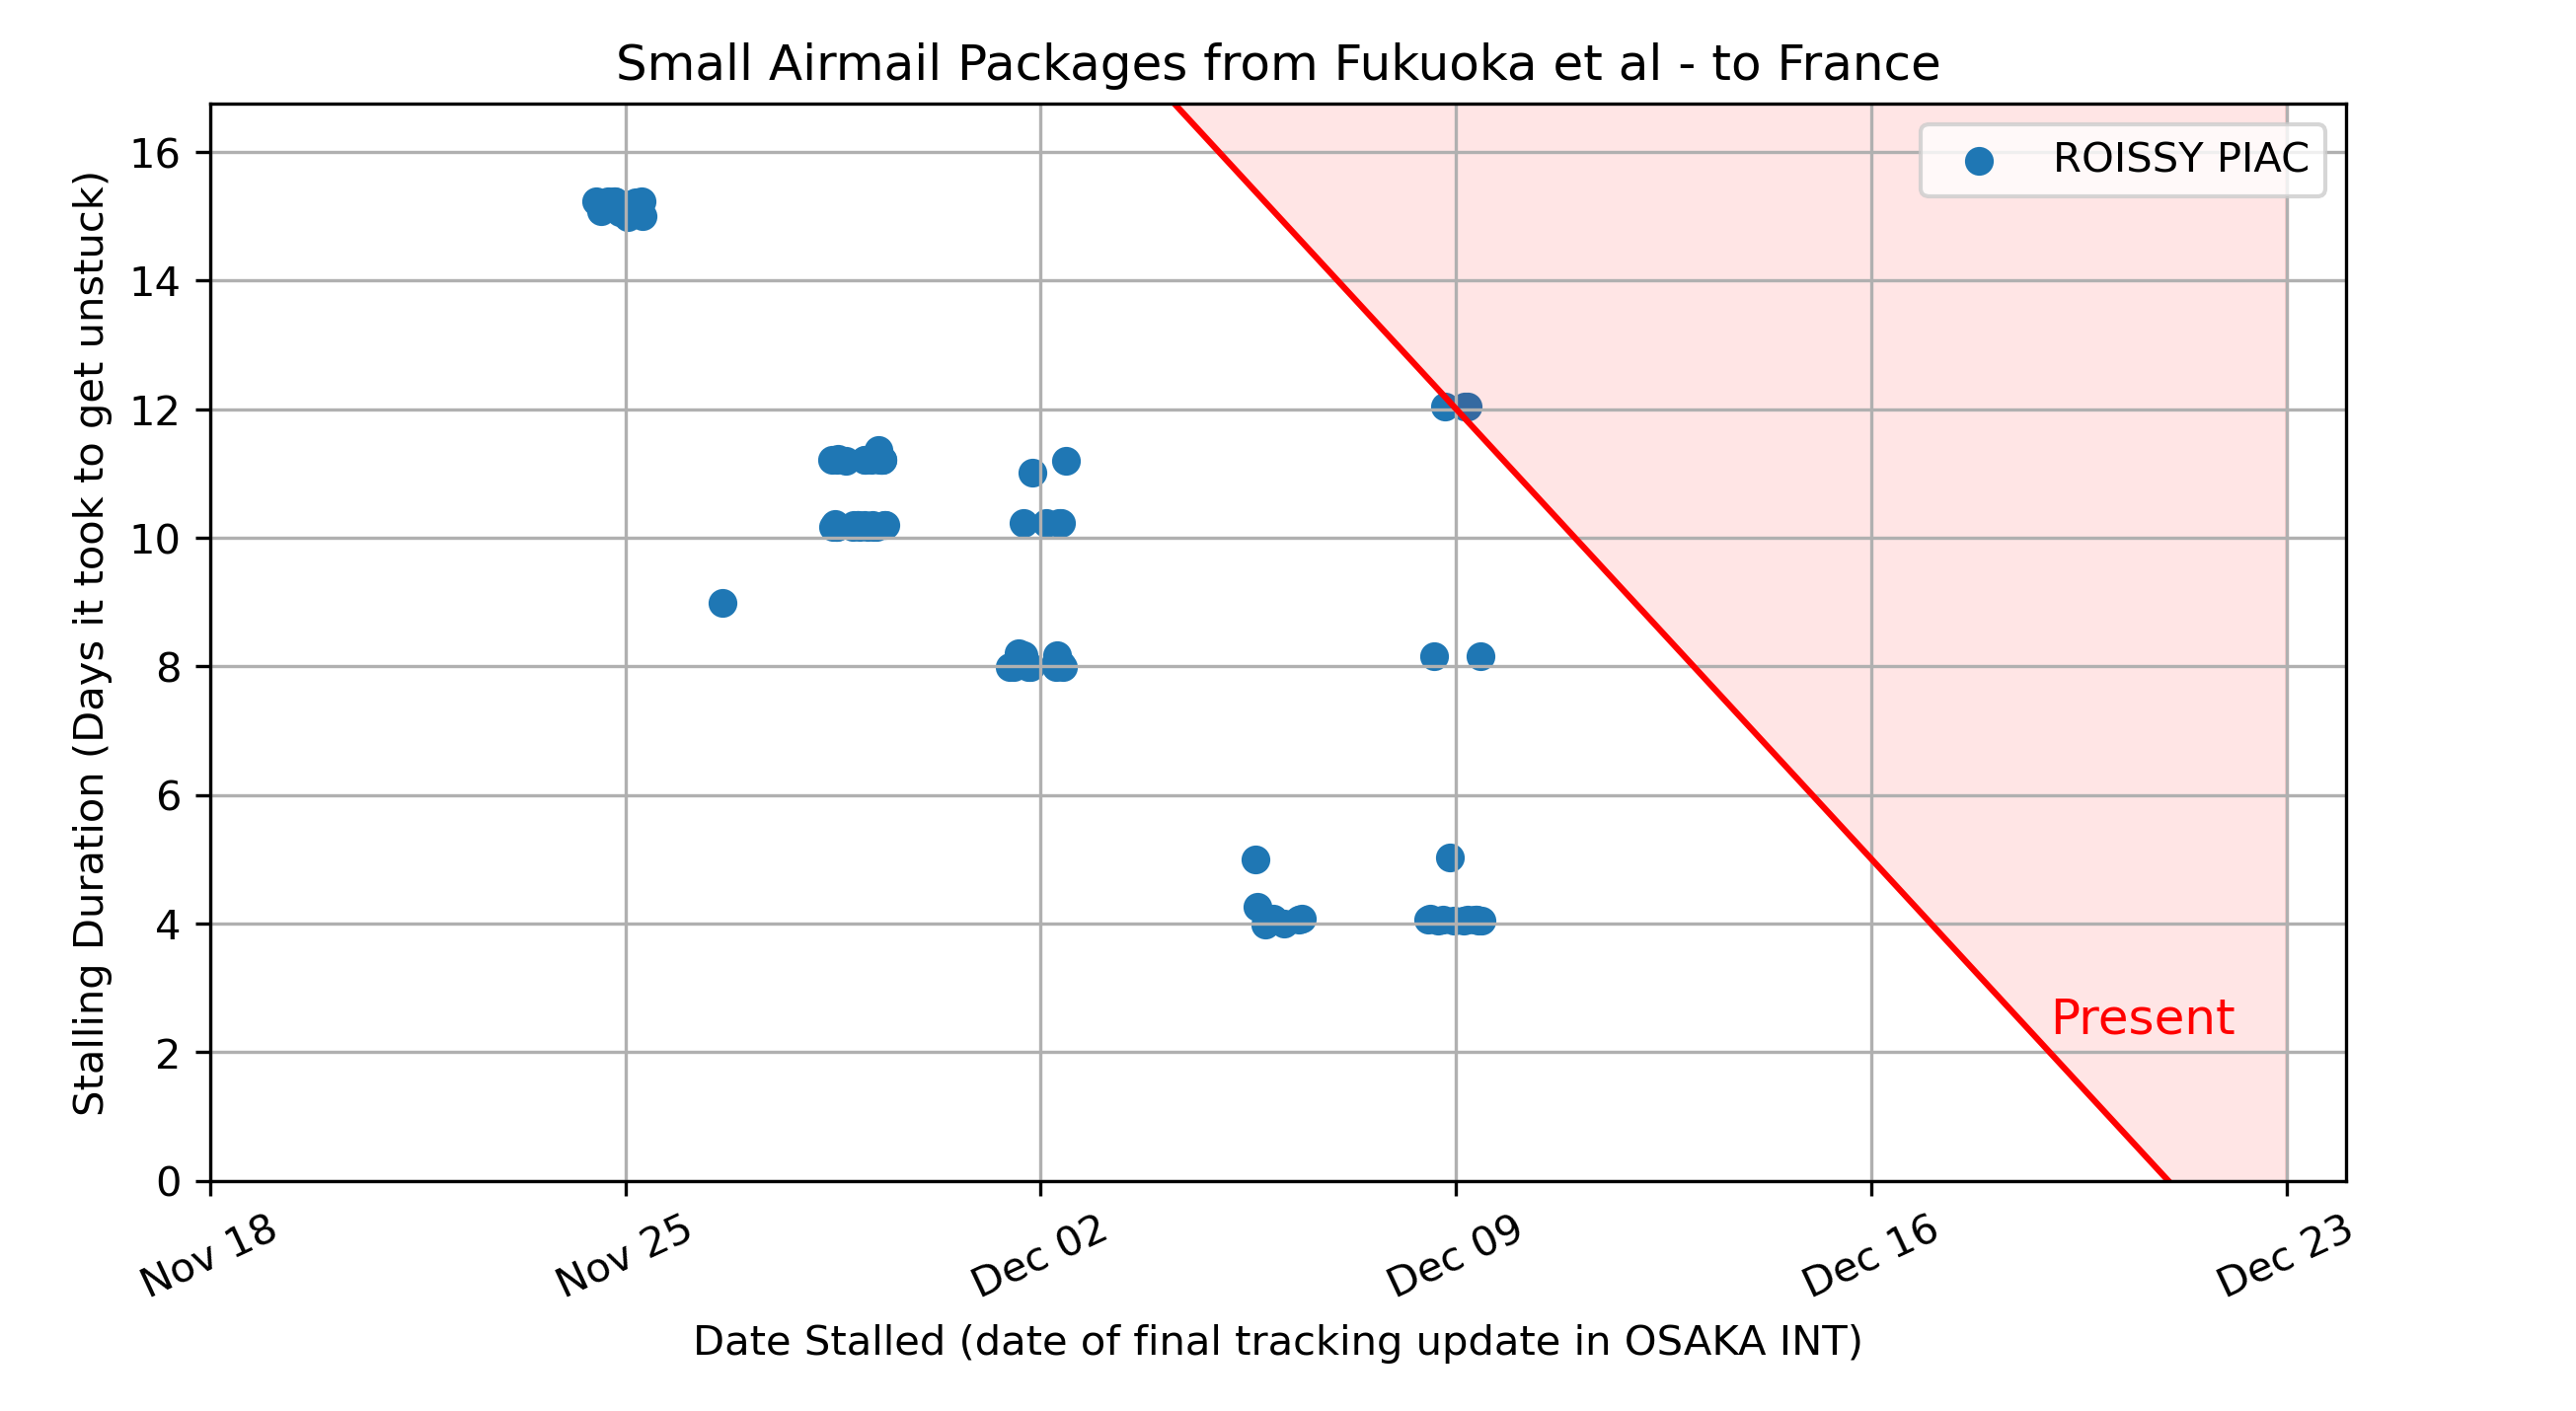 Small Airmail Packages from Fukuoka et al - to France
ROISSY PIAC
16
14
12
10
8
6
4
2
0
Stalling Duration (Days it took to get unstuck)
Present
Nov 18
Nov 25
Dec 02
Dec 09
Dec 16
Dec 23
Date Stalled (date of final tracking update in OSAKA INT)